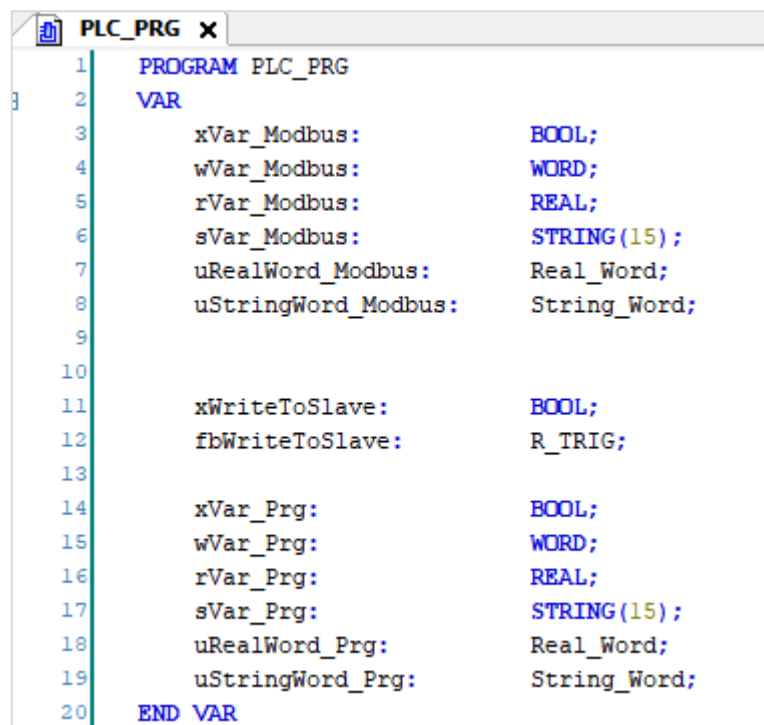 PLC_PRG X
1 PROGRAM PLC_PRG
2 VAR
3 xVar_Modbus: BOOL;
4 wVar_Modbus: WORD;
5 rVar_Modbus: REAL;
6 sVar_Modbus: STRING(15);
7 uRealWord_Modbus: Real_Word;
8 uStringWord_Modbus: String_Word;
9
10
11 xWriteToSlave: BOOL;
12 fbWriteToSlave: R_TRIG;
13
14 xVar_Prg: BOOL;
15 wVar_Prg: WORD;
16 rVar_Prg: REAL;
17 sVar_Prg: STRING(15);
18 uRealWord_Prg: Real_Word;
19 uStringWord_Prg: String_Word;
20 END_VAR